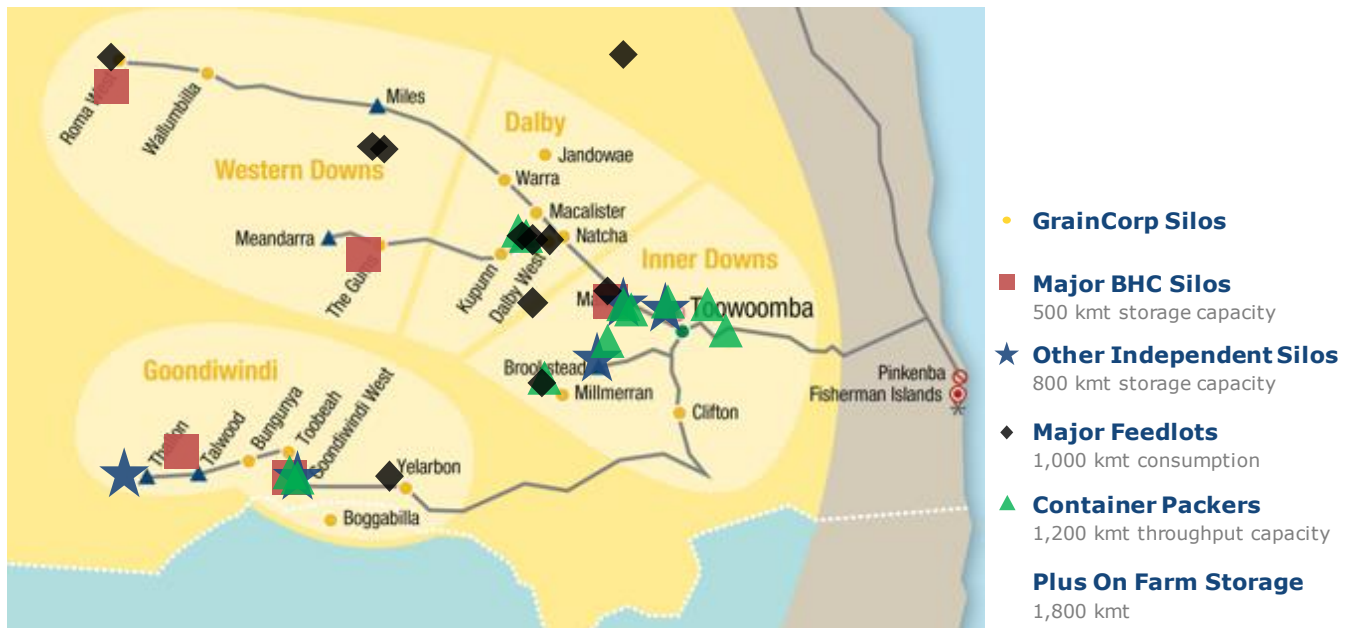 Miles
Dalby
Jandowae
Roma
Wallumbilla
Western Downs
Warra
Macalister
Meandarra
Natcha
Inner Downs
The Gums
Kupunn
Dalby West
Toowoomba
Goondiwindi
Brookstead
Millmerran
Pinkenba
Fisherman Islands
Clifton
Talwood
Bungunya
Toobeah
Goondiwindi West
Yelarbon
Boggabilla
GrainCorp Silos
Major BHC Silos
500 kmt storage capacity
Other Independent Silos
800 kmt storage capacity
Major Feedlots
1,000 kmt consumption
Container Packers
1,200 kmt throughput capacity
Plus On Farm Storage
1,800 kmt